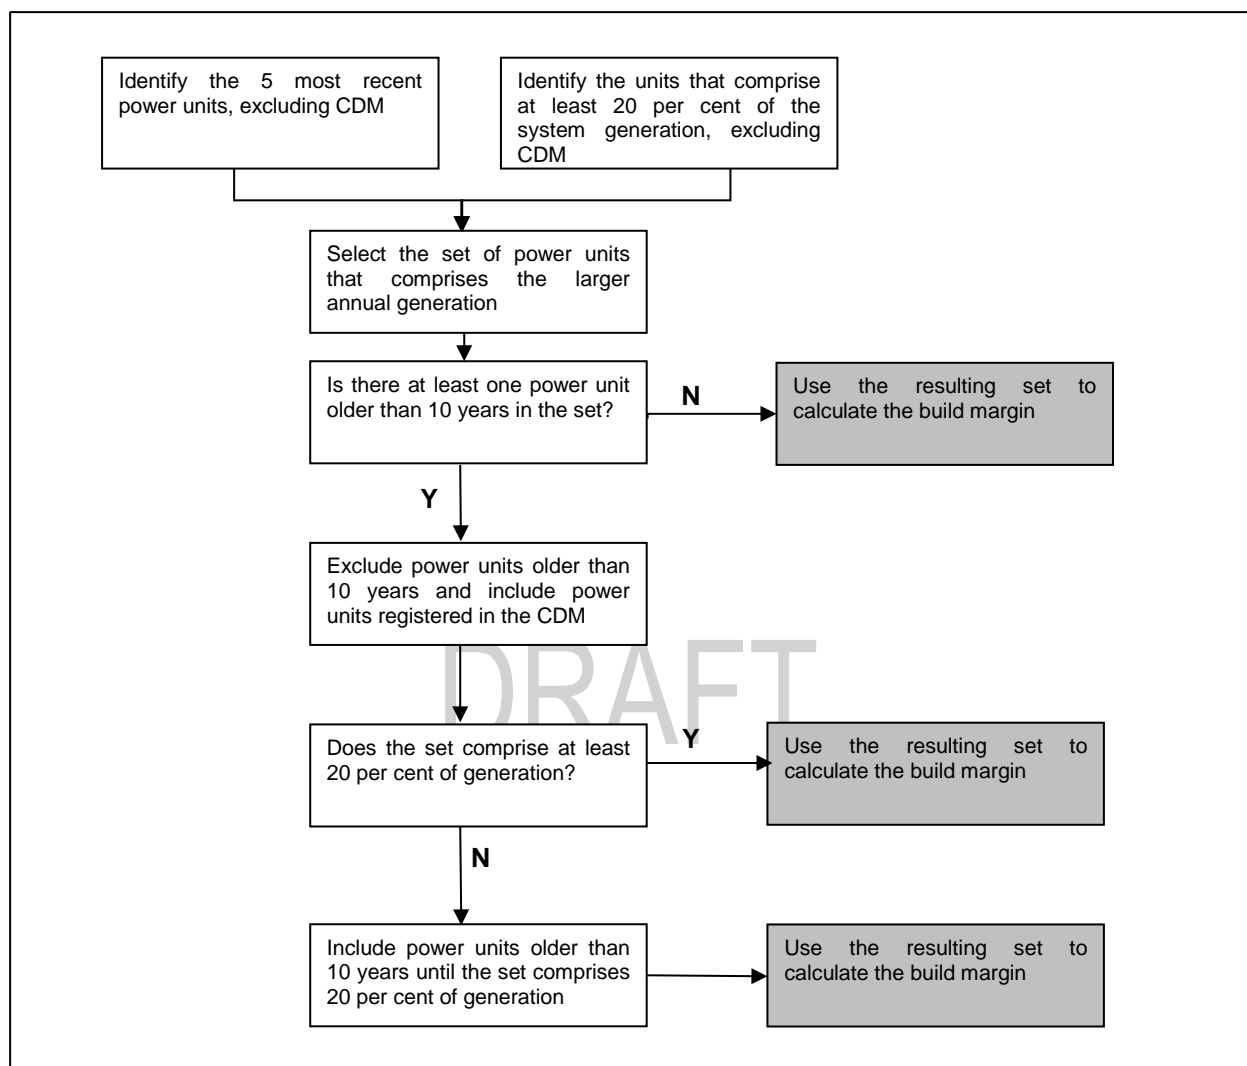 Identify the 5 most recent
power units, excluding CDM
Identify the units that comprise
at least 20 per cent of the
system generation, excluding
CDM
Select the set of power units
that comprises the larger
annual generation
Is there at least one power unit
older than 10 years in the set?
N
Use the resulting set to
calculate the build margin
Y
Exclude power units older than
10 years and include power
units registered in the CDM
DRAFT
Does the set comprise at least
20 per cent of generation?
Y
Use the resulting set to
calculate the build margin
N
Include power units older than
10 years until the set comprises
20 per cent of generation
Use the resulting set to
calculate the build margin